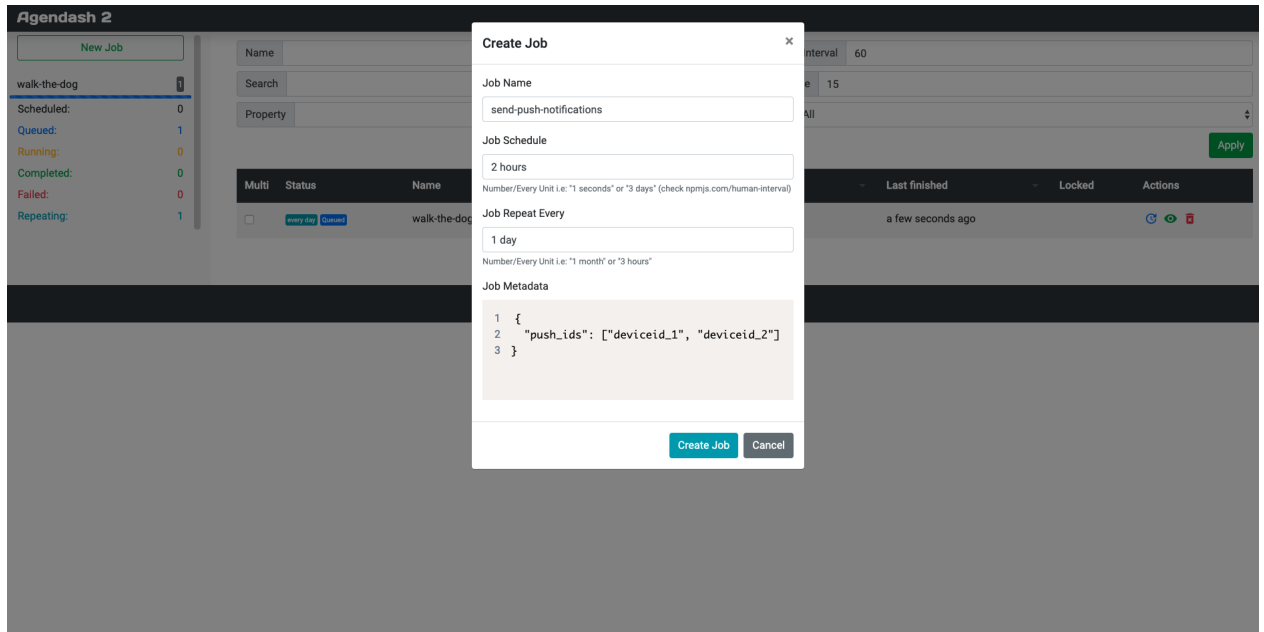 Agendash 2
New Job
walk-the-dog 1
Scheduled: 0
Queued: 1
Running: 0
Completed: 0
Failed: 0
Repeating: 1
Name
Interval 60
Search
e 15
Property
All
Apply
Multi Status Name Last finished Locked Actions
every day Queued walk-the-dog a few seconds ago
Create Job ×
Job Name
send-push-notifications
Job Schedule
2 hours
Number/Every Unit i.e: "1 seconds" or "3 days" (check npmjs.com/human-interval)
Job Repeat Every
1 day
Number/Every Unit i.e: "1 month" or "3 hours"
Job Metadata
1 {
2 "push_ids": ["deviceid_1", "deviceid_2"]
3 }
Create Job Cancel